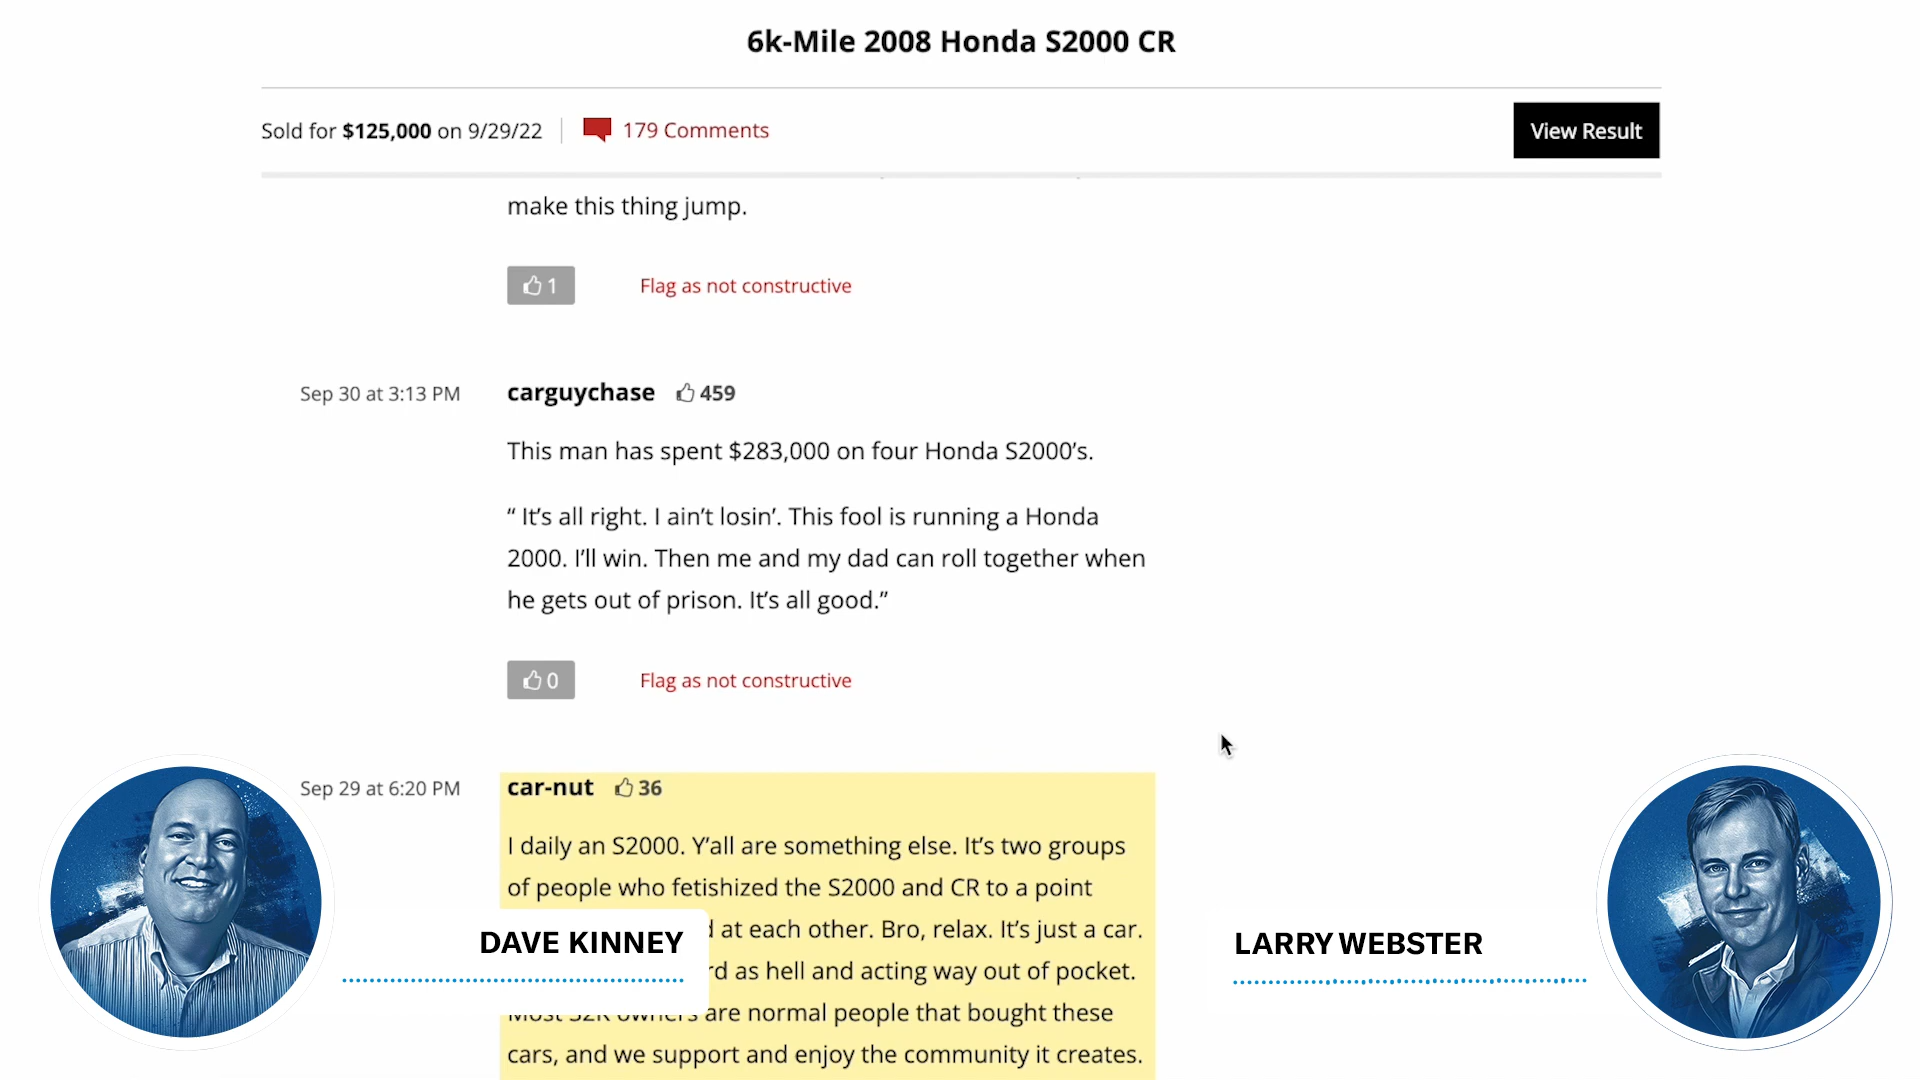 6k-Mile 2008 Honda S2000 CR
Sold for $125,000 on 9/29/22
179 Comments
View Result
make this thing jump.
1
Flag as not constructive
Sep 30 at 3:13 PM
carguychase 459
This man has spent $283,000 on four Honda S2000’s.
“ It’s all right. I ain’t losin’. This fool is running a Honda
2000. I’ll win. Then me and my dad can roll together when
he gets out of prison. It’s all good.”
0
Flag as not constructive
Sep 29 at 6:20 PM
car-nut 36
I daily an S2000. Y’all are something else. It’s two groups
of people who fetishized the S2000 and CR to a point
at each other. Bro, relax. It’s just a car.
as hell and acting way out of pocket.
Most S2K owners are normal people that bought these
cars, and we support and enjoy the community it creates.
DAVE KINNEY
LARRY WEBSTER